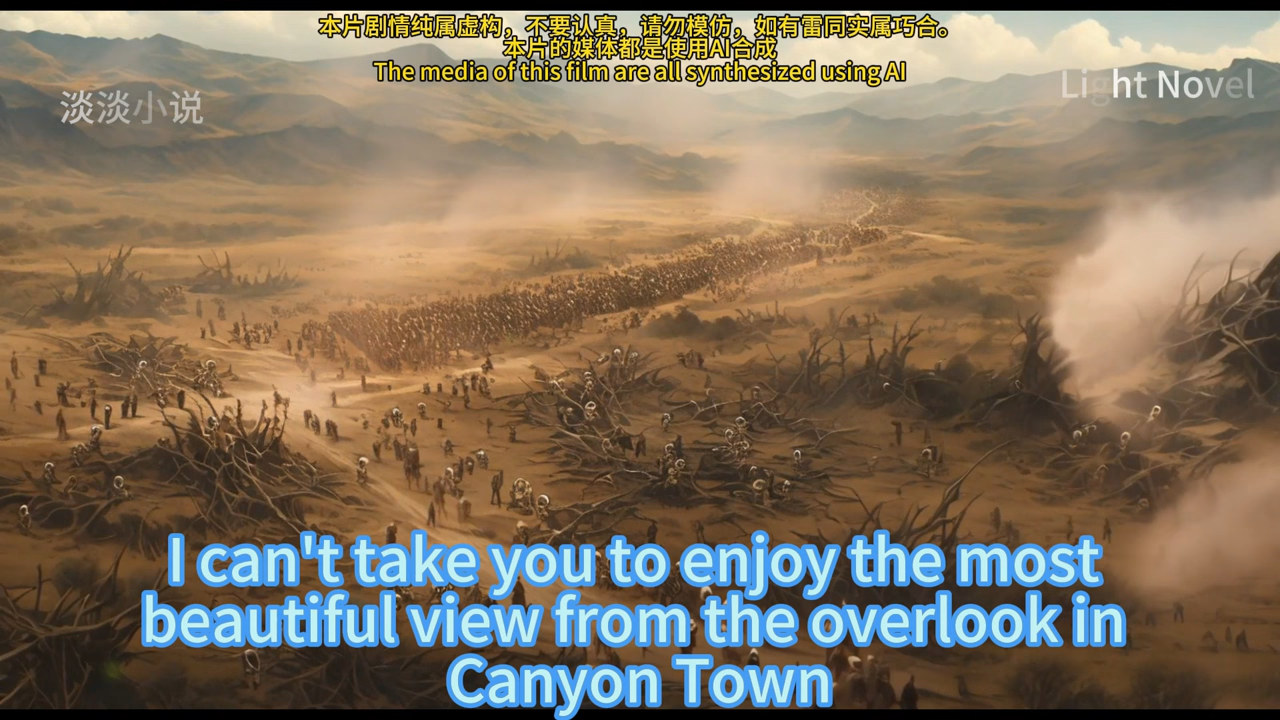 本片剧情纯属虚构，不要认真，请勿模仿，如有雷同实属巧合。
本片的媒体都是使用AI合成
The media of this film are all synthesized using AI
淡淡小说
Light Novel
I can't take you to enjoy the most
beautiful view from the overlook in
Canyon Town